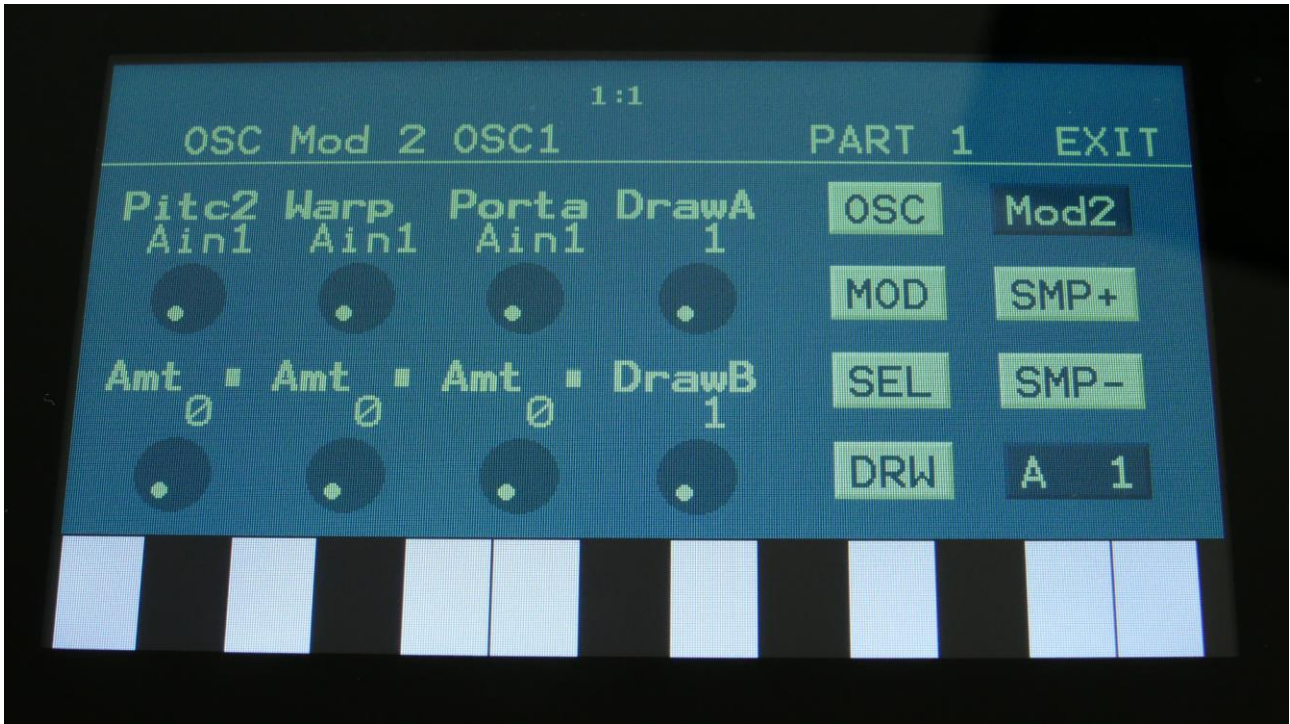 1:1
OSC Mod 2 OSC1 PART 1 EXIT
Pitc2 Warp Porta DrawA OSC Mod2
Ain1 Ain1 Ain1 1
MOD SMP+
Amt Amt Amt DrawB SEL SMP-
0 0 0 1
DRW A 1